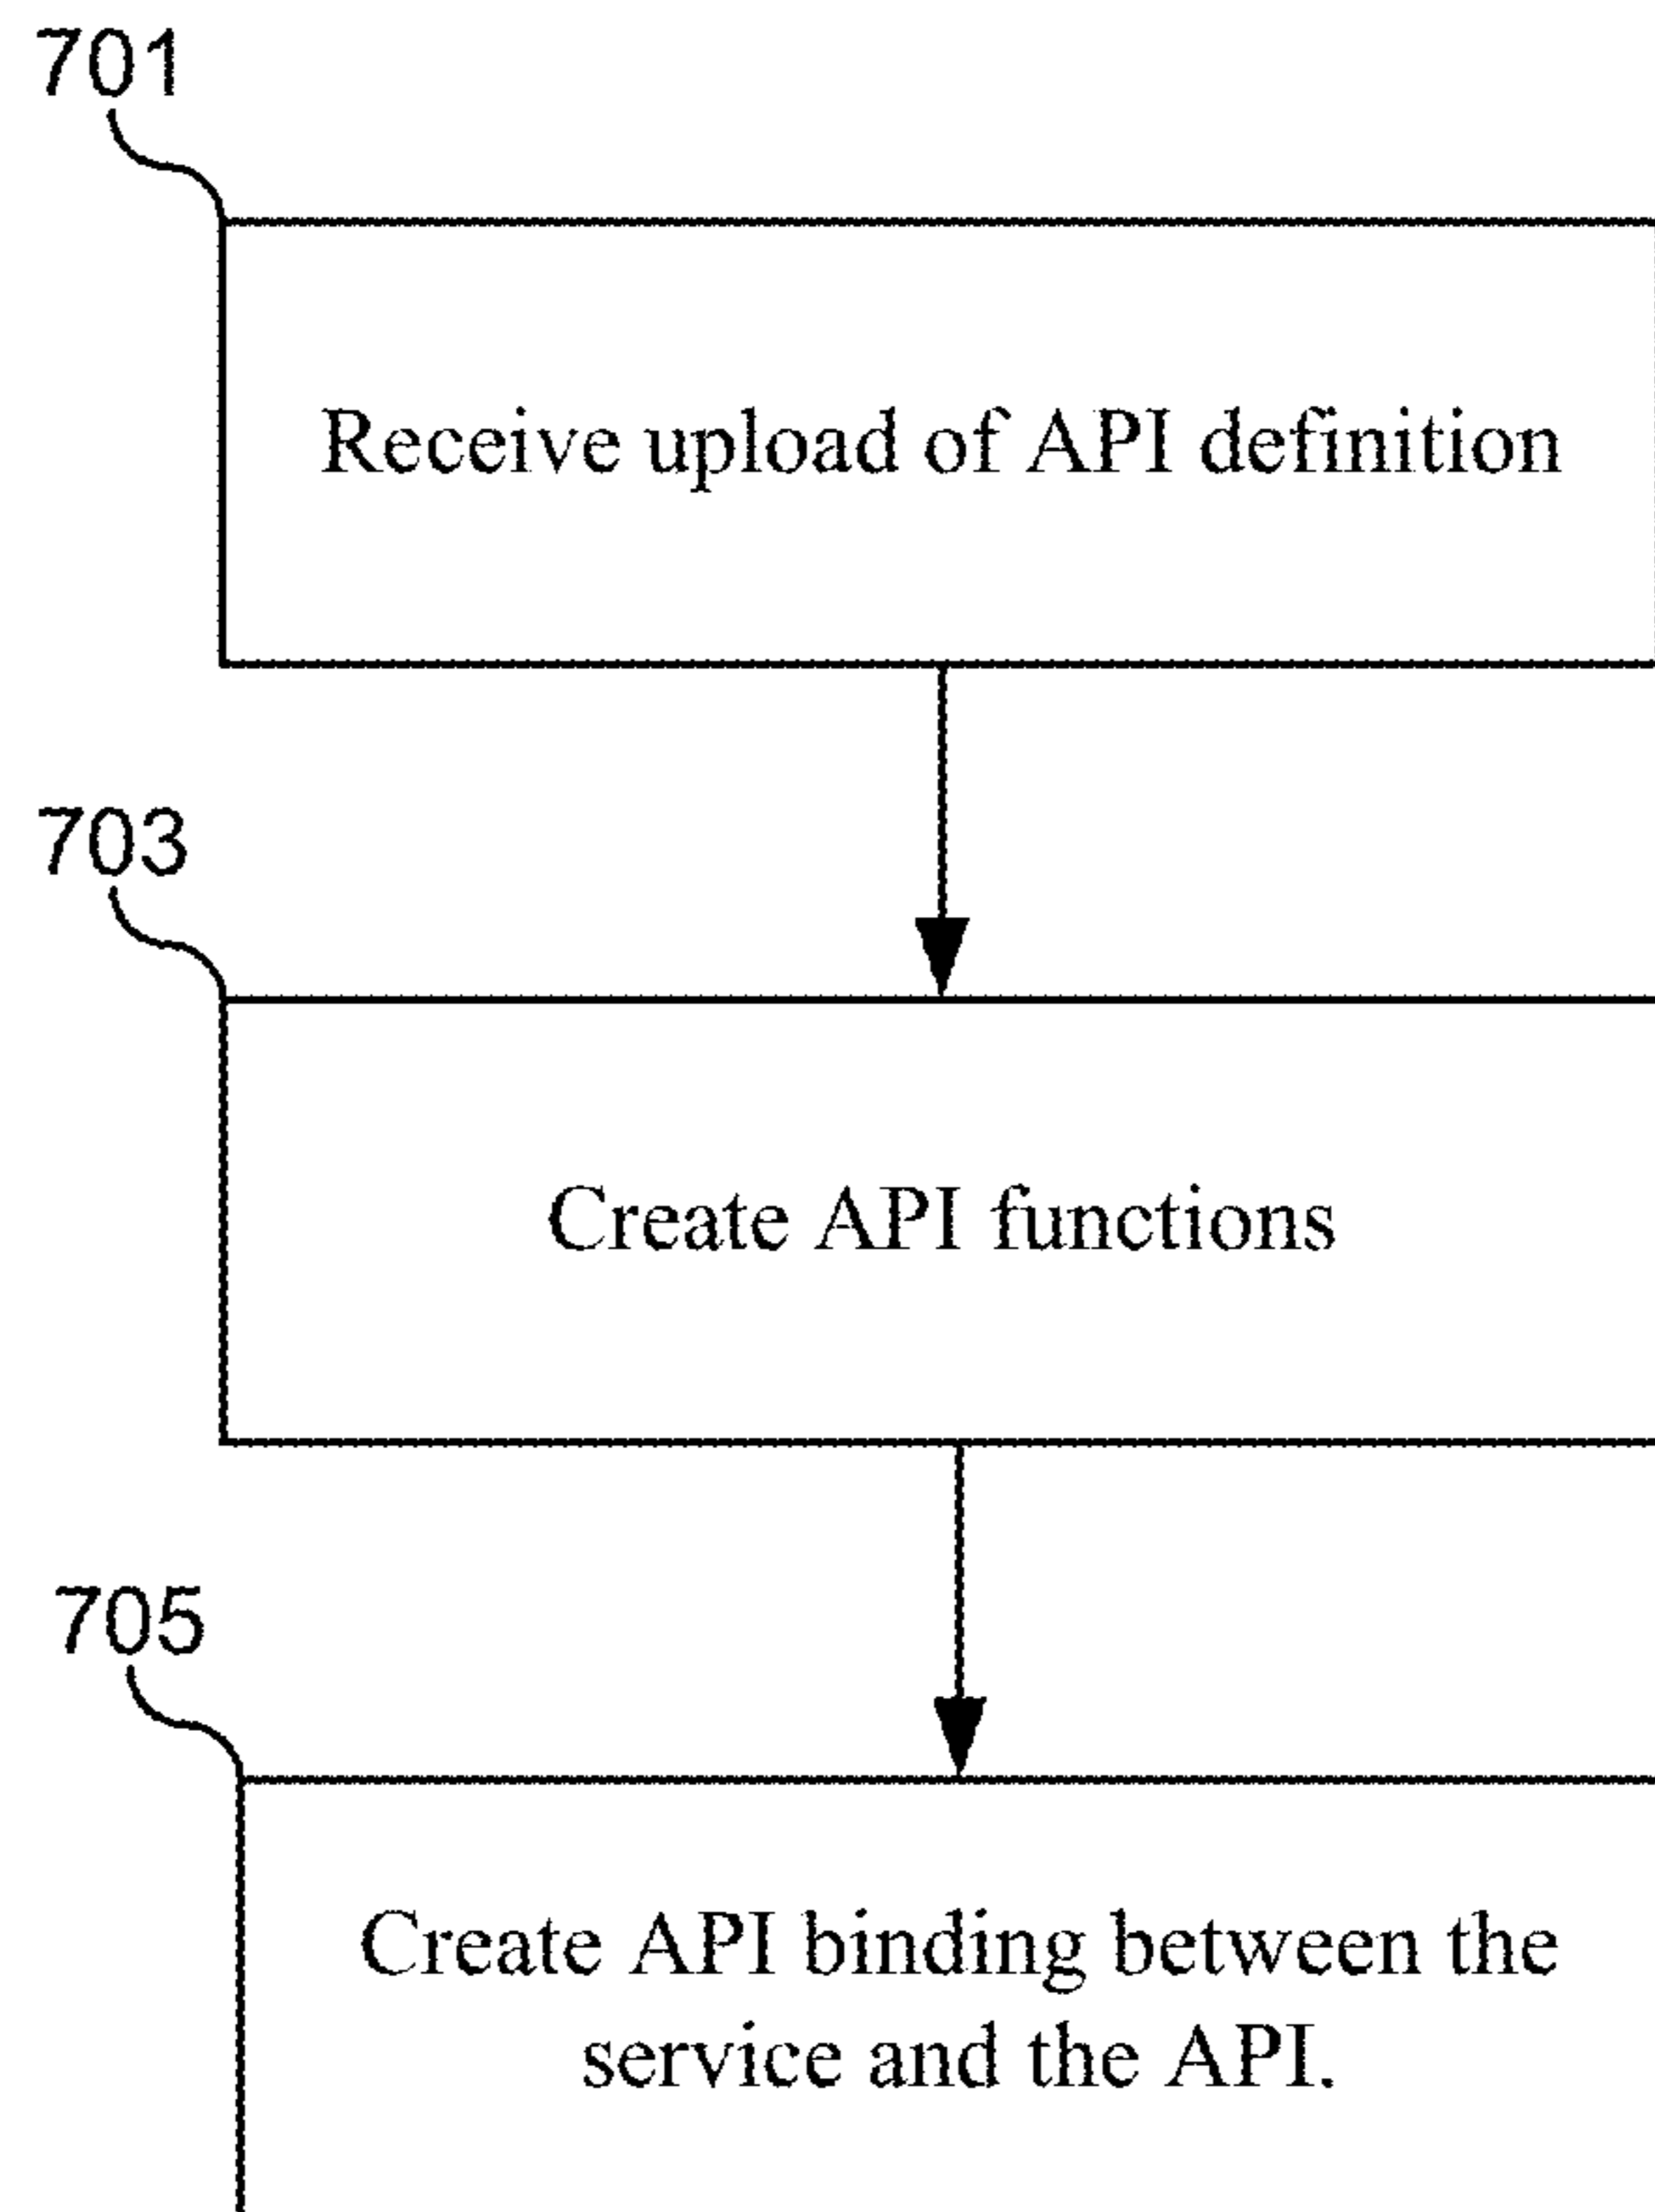 701
Receive upload of API definition
703
Create API functions
705
Create API binding between the
service and the API.